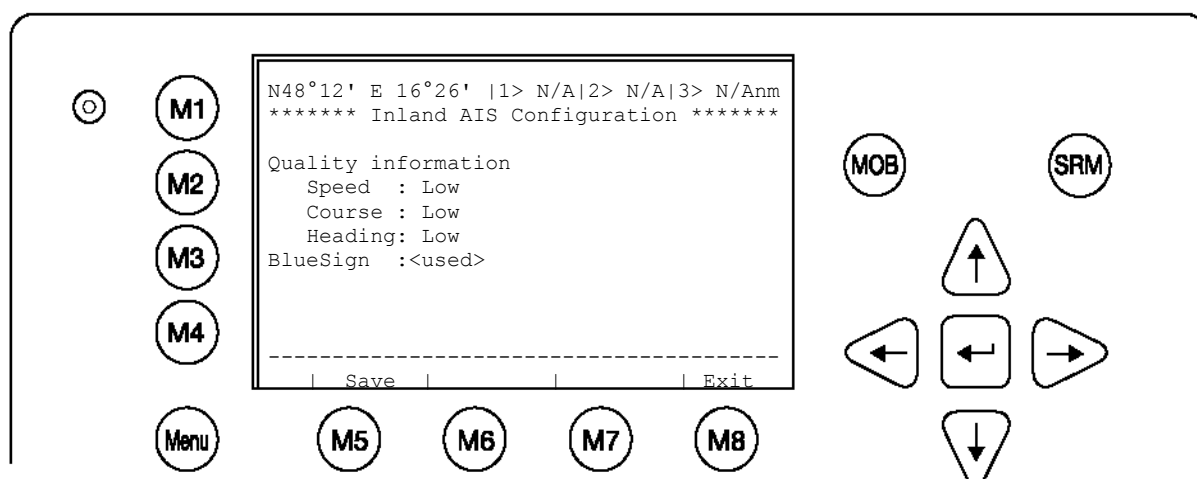 N48°12' E 16°26' |1> N/A|2> N/A|3> N/Anm
******* Inland AIS Configuration *******
Quality information
Speed : Low
Course : Low
Heading: Low
BlueSign :<used>
----------------------------------------
| Save | | | Exit
M1
M2
M3
M4
Menu
M5
M6
M7
M8
MOB
SRM